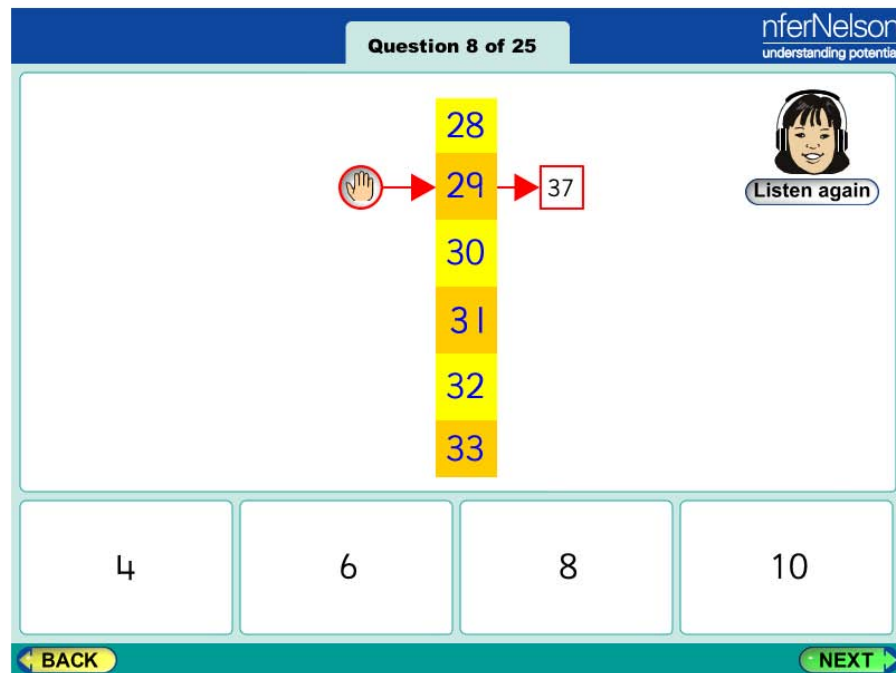 Question 8 of 25
nferNelson
understanding potential
28
29
37
30
31
32
33
Listen again
4
6
8
10
BACK
NEXT